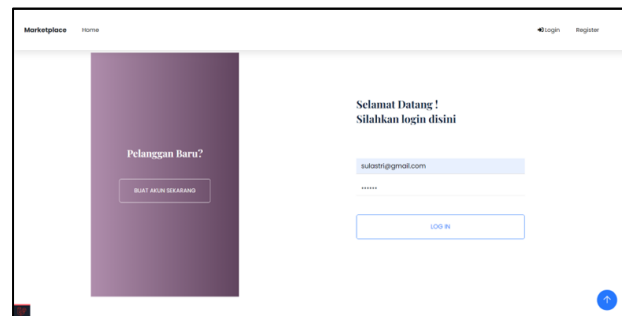 Marketplace Home Login Register
Pelanggan Baru?
BUAT AKUN SEKARANG
Selamat Datang !
Silahkan login disini
sulastri@gmail.com
••••••
LOG IN